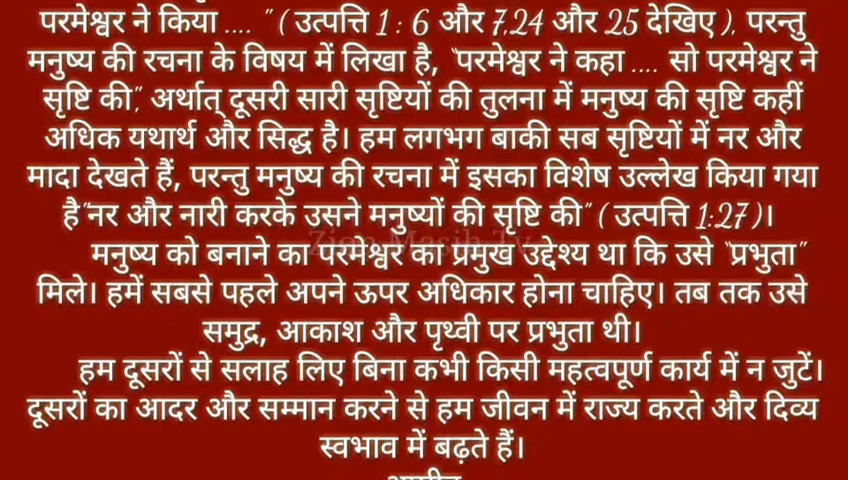 परमेश्वर ने किया .... " ( उत्पत्ति 1 : 6 और 7,24 और 25 देखिए ), परन्तु
मनुष्य की रचना के विषय में लिखा है, "परमेश्वर ने कहा .... सो परमेश्वर ने
सृष्टि की", अर्थात् दूसरी सारी सृष्टियों की तुलना में मनुष्य की सृष्टि कहीं
अधिक यथार्थ और सिद्ध है। हम लगभग बाकी सब सृष्टियों में नर और
मादा देखते हैं, परन्तु मनुष्य की रचना में इसका विशेष उल्लेख किया गया
है "नर और नारी करके उसने मनुष्यों की सृष्टि की" ( उत्पत्ति 1:27 )।
Zion Masih Tv
मनुष्य को बनाने का परमेश्वर का प्रमुख उद्देश्य था कि उसे "प्रभुता"
मिले। हमें सबसे पहले अपने ऊपर अधिकार होना चाहिए। तब तक उसे
समुद्र, आकाश और पृथ्वी पर प्रभुता थी।
हम दूसरों से सलाह लिए बिना कभी किसी महत्वपूर्ण कार्य में न जुटें।
दूसरों का आदर और सम्मान करने से हम जीवन में राज्य करते और दिव्य
स्वभाव में बढ़ते हैं।